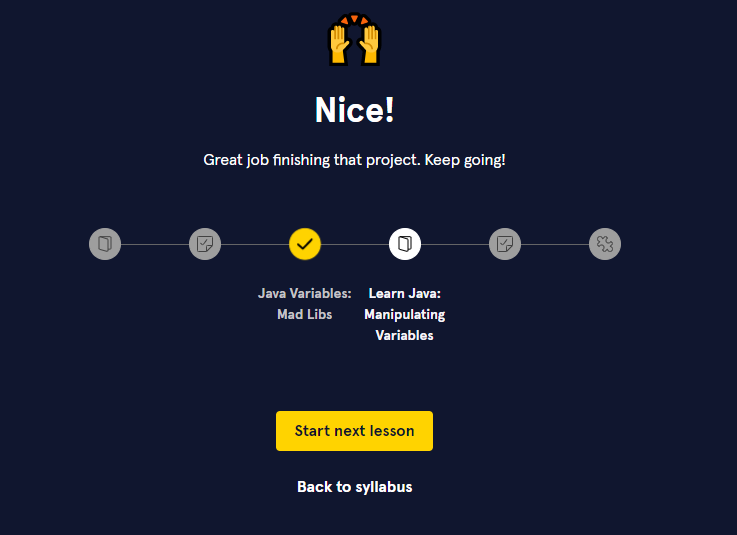 Nice!
Great job finishing that project. Keep going!
Java Variables:
Mad Libs
Learn Java:
Manipulating
Variables
Start next lesson
Back to syllabus